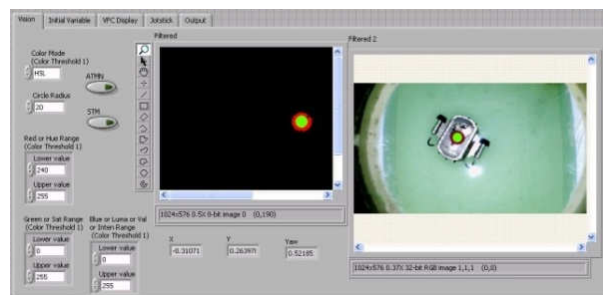 Vision
Initial Variable
VPC Display
Joistick
Output
Color Mode
(Color Threshold 1)
HSL
ATMN
Circle Radius
20
STM
Red or Hue Range
(Color Threshold 1)
Lower value
240
Upper value
255
Green or Sat Range
(Color Threshold 1)
Lower value
0
Upper value
255
Blue or Luma or Val
or Inten Range
(Color Threshold 1)
Lower value
0
Upper value
255
Filtered
1024x576 0.5X 8-bit image 0 (0,190)
X
-0.31071
Y
Yaw
0.52185
Filtered 2
1024x576 0.37X 32-bit RGB image 1,1,1 (0,0)